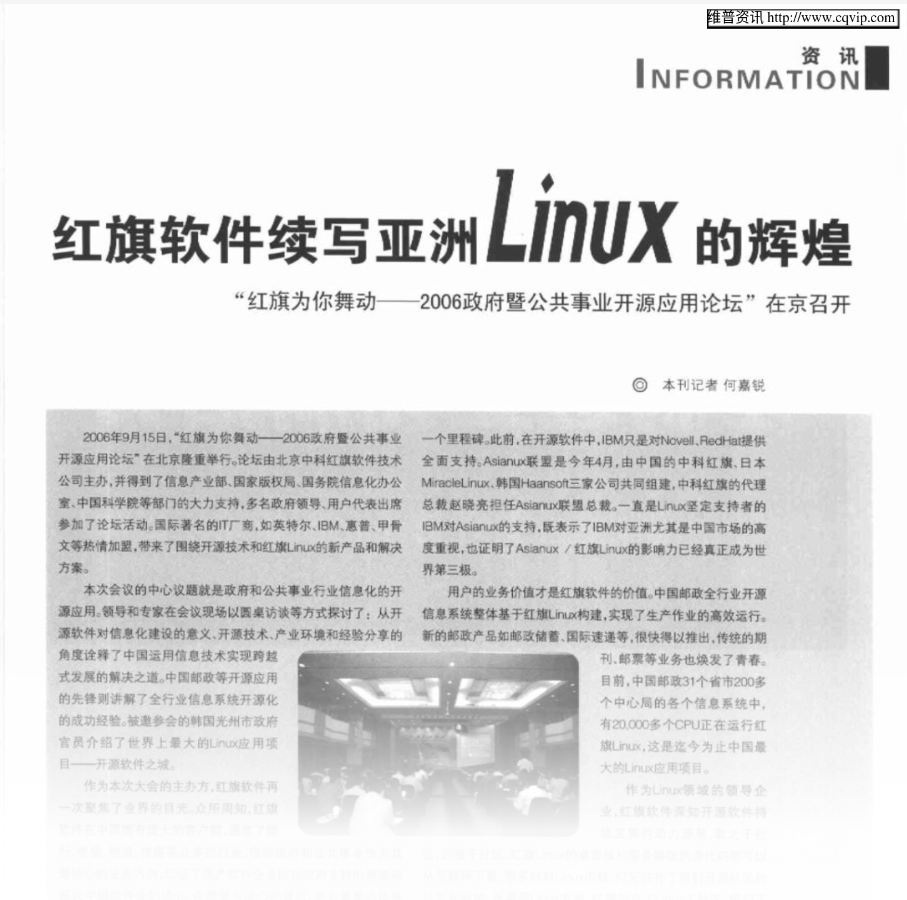 维普资讯 http://www.cqvip.com
资 讯
INFORMATION
红旗软件续写亚洲Linux的辉煌
“红旗为你舞动——2006政府暨公共事业开源应用论坛”在京召开
◎ 本刊记者 何嘉锐
2006年9月15日,“红旗为你舞动——2006政府暨公共事业
开源应用论坛”在北京隆重举行。论坛由北京中科红旗软件技术
公司主办,并得到了信息产业部、国家版权局、国务院信息化办公
室、中国科学院等部门的大力支持,多名政府领导、用户代表出席
参加了论坛活动。国际著名的IT厂商,如英特尔、IBM、惠普、甲骨
文等热情加盟,带来了围绕开源技术和红旗Linux的新产品和解决
方案。
本次会议的中心议题就是政府和公共事业行业信息化的开
源应用。领导和专家在会议现场以圆桌访谈等方式探讨了：从开
源软件对信息化建设的意义、开源技术、产业环境和经验分享的
角度诠释了中国运用信息技术实现跨越
式发展的解决之道。中国邮政等开源应用
的先锋则讲解了全行业信息系统开源化
的成功经验。被邀参会的韩国光州市政府
官员介绍了世界上最大的Linux应用项
目——开源软件之城。
作为本次大会的主办方,红旗软件再
一次聚焦了业界的目光。众所周知,红旗
一个里程碑。此前,在开源软件中,IBM只是对Novell、RedHat提供
全面支持。Asianux联盟是今年4月,由中国的中科红旗、日本
MiracleLinux、韩国Haansoft三家公司共同组建,中科红旗的代理
总裁赵晓亮担任Asianux联盟总裁。一直是Linux坚定支持者的
IBM对Asianux的支持,既表示了IBM对亚洲尤其是中国市场的高
度重视,也证明了Asianux / 红旗Linux的影响力已经真正成为世
界第三极。
用户的业务价值才是红旗软件的价值。中国邮政全行业开源
信息系统整体基于红旗Linux构建,实现了生产作业的高效运行。
新的邮政产品如邮政储蓄、国际速递等,很快得以推出,传统的期
刊、邮票等业务也焕发了青春。
目前,中国邮政31个省市200多
个中心局的各个信息系统中,
有20,000多个CPU正在运行红
旗Linux,这是迄今为止中国最
大的Linux应用项目。
作为Linux领域的领导企
业,红旗软件深知开源软件持